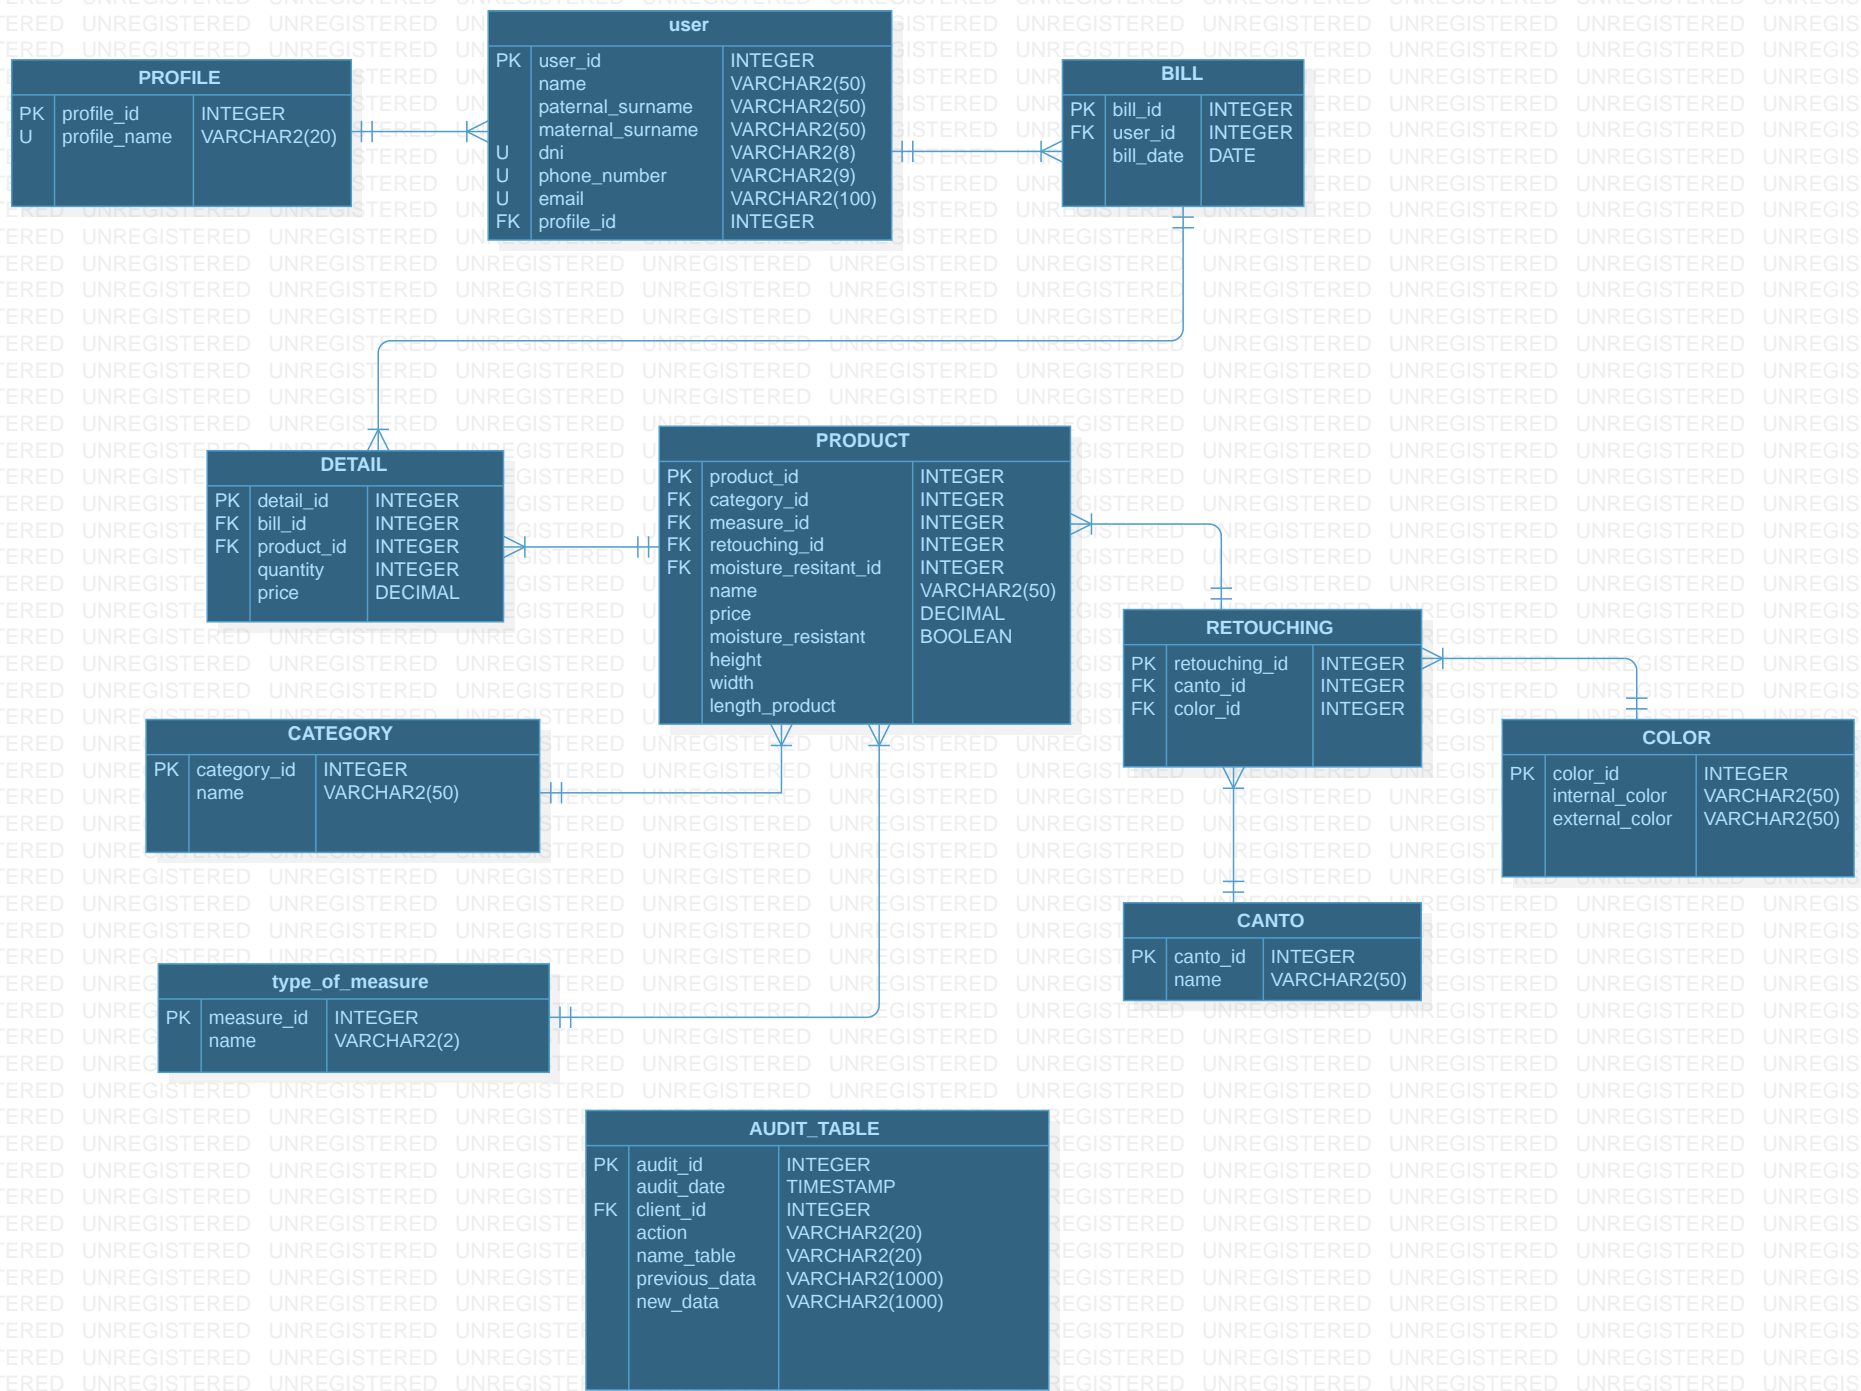 PROFILE
PK profile_id INTEGER
U profile_name VARCHAR2(20)
user
PK user_id INTEGER
name VARCHAR2(50)
paternal_surname VARCHAR2(50)
maternal_surname VARCHAR2(50)
U dni VARCHAR2(8)
U phone_number VARCHAR2(9)
U email VARCHAR2(100)
FK profile_id INTEGER
BILL
PK bill_id INTEGER
FK user_id INTEGER
bill_date DATE
DETAIL
PK detail_id INTEGER
FK bill_id INTEGER
FK product_id INTEGER
quantity INTEGER
price DECIMAL
PRODUCT
PK product_id INTEGER
FK category_id INTEGER
FK measure_id INTEGER
FK retouching_id INTEGER
FK moisture_resitant_id INTEGER
name VARCHAR2(50)
price DECIMAL
moisture_resistant BOOLEAN
height
width
length_product
RETOUCHING
PK retouching_id INTEGER
FK canto_id INTEGER
FK color_id INTEGER
COLOR
PK color_id INTEGER
internal_color VARCHAR2(50)
external_color VARCHAR2(50)
CATEGORY
PK category_id INTEGER
name VARCHAR2(50)
CANTO
PK canto_id INTEGER
name VARCHAR2(50)
type_of_measure
PK measure_id INTEGER
name VARCHAR2(2)
AUDIT_TABLE
PK audit_id INTEGER
audit_date TIMESTAMP
FK client_id INTEGER
action VARCHAR2(20)
name_table VARCHAR2(20)
previous_data VARCHAR2(1000)
new_data VARCHAR2(1000)
UNREGISTERED